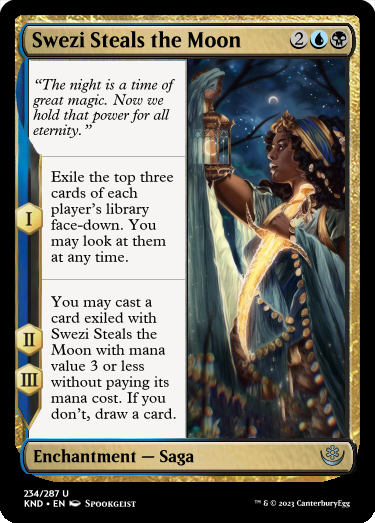 Swezi Steals the Moon 2
“The night is a time of
great magic. Now we
hold that power for all
eternity.”
I
Exile the top three
cards of each
player's library
face-down. You
may look at them
at any time.
II
III
You may cast a
card exiled with
Swezi Steals the
Moon with mana
value 3 or less
without paying its
mana cost. If you
don't, draw a card.
Enchantment — Saga
234/287 U
KND • EN SPOOKGEIST
™ & © 2023 CanterburyEgg